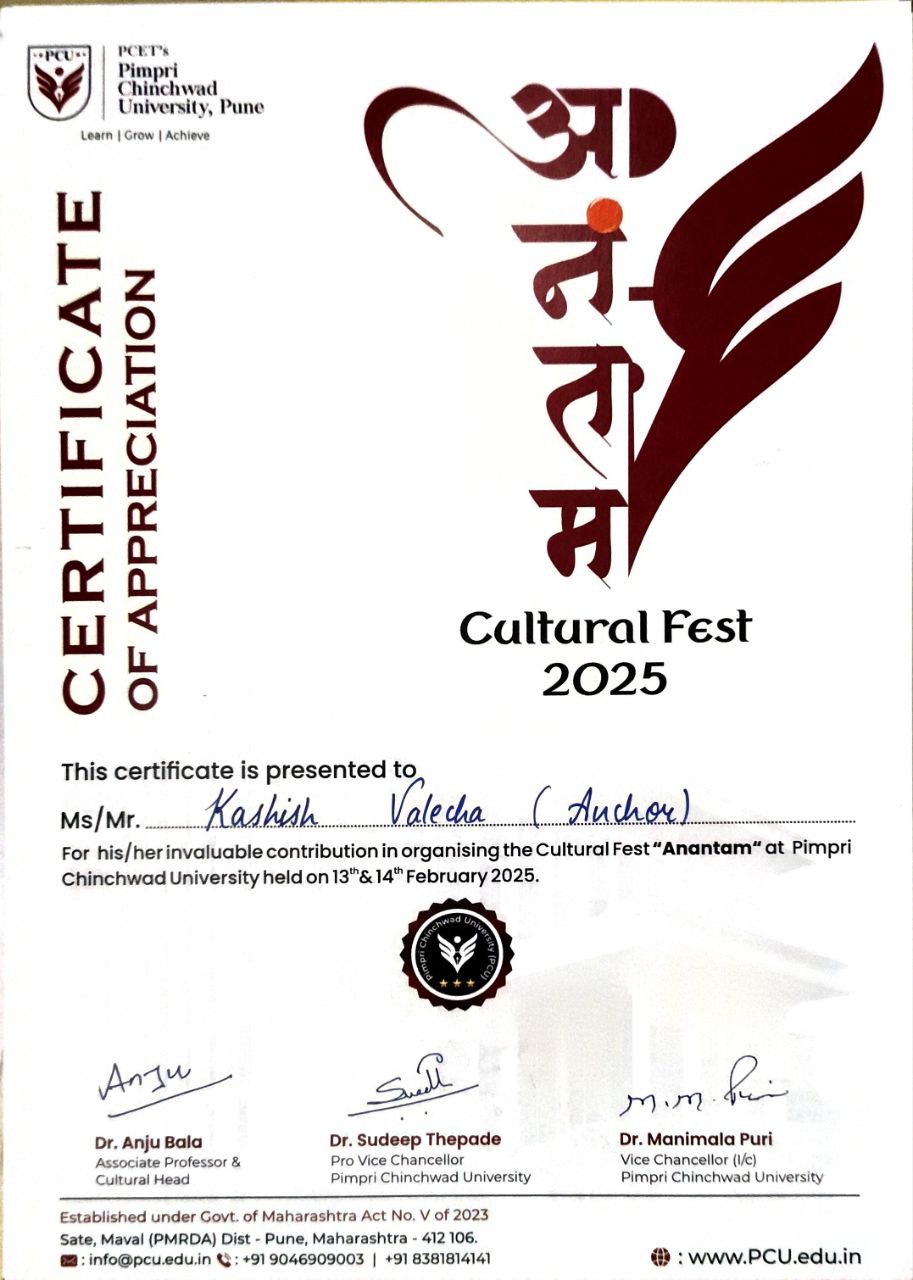 PCU
PCET's
Pimpri
Chinchwad
University, Pune
Learn | Grow | Achieve
CERTIFICATE
OF APPRECIATION
अनंतम
Cultural Fest
2025
This certificate is presented to
Ms/Mr. Kashish Valecha (Anchor)
For his/her invaluable contribution in organising the Cultural Fest "Anantam" at Pimpri
Chinchwad University held on 13th & 14th February 2025.
Pimpri Chinchwad University (PCU)
Anju
M.M. Puri
Dr. Anju Bala
Associate Professor &
Cultural Head
Dr. Sudeep Thepade
Pro Vice Chancellor
Pimpri Chinchwad University
Dr. Manimala Puri
Vice Chancellor (I/c)
Pimpri Chinchwad University
Established under Govt. of Maharashtra Act No. V of 2023
Sate, Maval (PMRDA) Dist - Pune, Maharashtra - 412 106.
: info@pcu.edu.in : +91 9046909003 | +91 8381814141
: www.PCU.edu.in